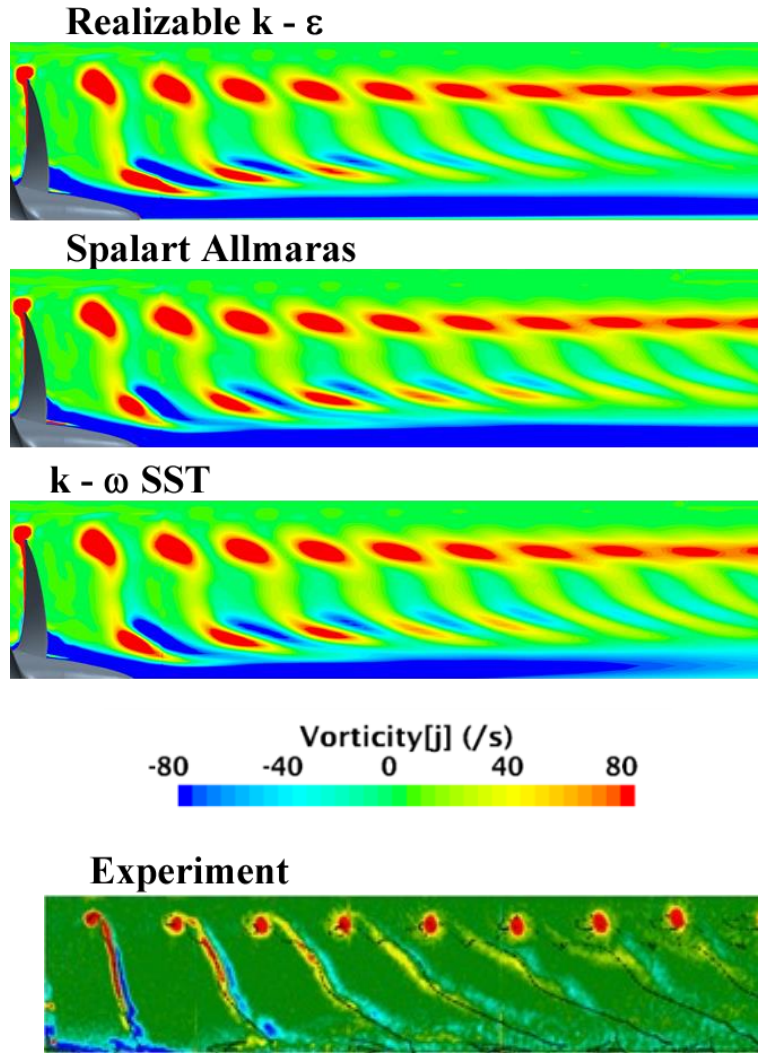 Realizable k - ε
Spalart Allmaras
k - ω SST
Vorticity[j] (/s)
-80 -40 0 40 80
Experiment